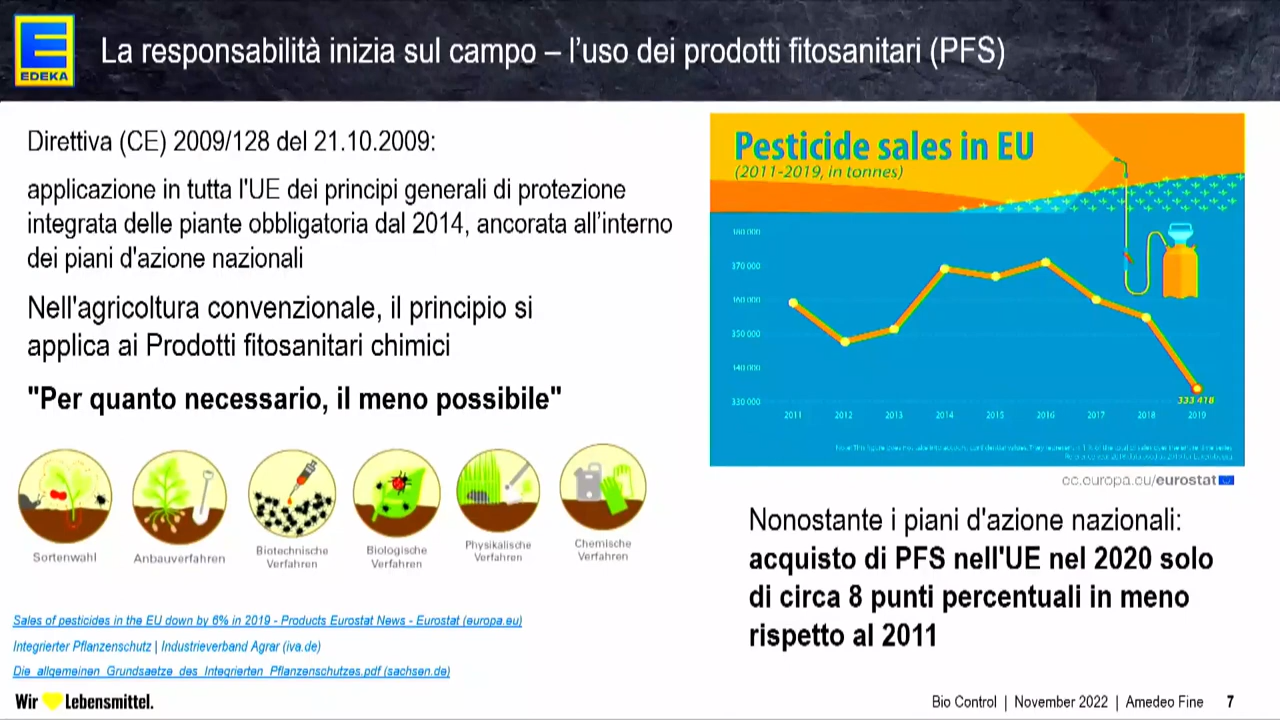 EDEKA
La responsabilità inizia sul campo – l’uso dei prodotti fitosanitari (PFS)
Direttiva (CE) 2009/128 del 21.10.2009:
applicazione in tutta l'UE dei principi generali di protezione
integrata delle piante obbligatoria dal 2014, ancorata all’interno
dei piani d'azione nazionali
Nell'agricoltura convenzionale, il principio si
applica ai Prodotti fitosanitari chimici
"Per quanto necessario, il meno possibile"
Sortenwahl
Anbauverfahren
Biotechnische
Verfahren
Biologische
Verfahren
Physikalische
Verfahren
Chemische
Verfahren
Sales of pesticides in the EU down by 6% in 2019 - Products Eurostat News - Eurostat (europa.eu)
Integrierter Pflanzenschutz | Industrieverband Agrar (iva.de)
Die_allgemeinen_Grundsaetze_des_Integrierten_Pflanzenschutzes.pdf (sachsen.de)
Pesticide sales in EU
(2011-2019, in tonnes)
380 000
370 000
360 000
350 000
340 000
330 000
333 418
2011 2012 2013 2014 2015 2016 2017 2018 2019
ec.europa.eu/eurostat
Nonostante i piani d'azione nazionali:
acquisto di PFS nell'UE nel 2020 solo
di circa 8 punti percentuali in meno
rispetto al 2011
Wir Lebensmittel.
Bio Control | November 2022 | Amedeo Fine 7